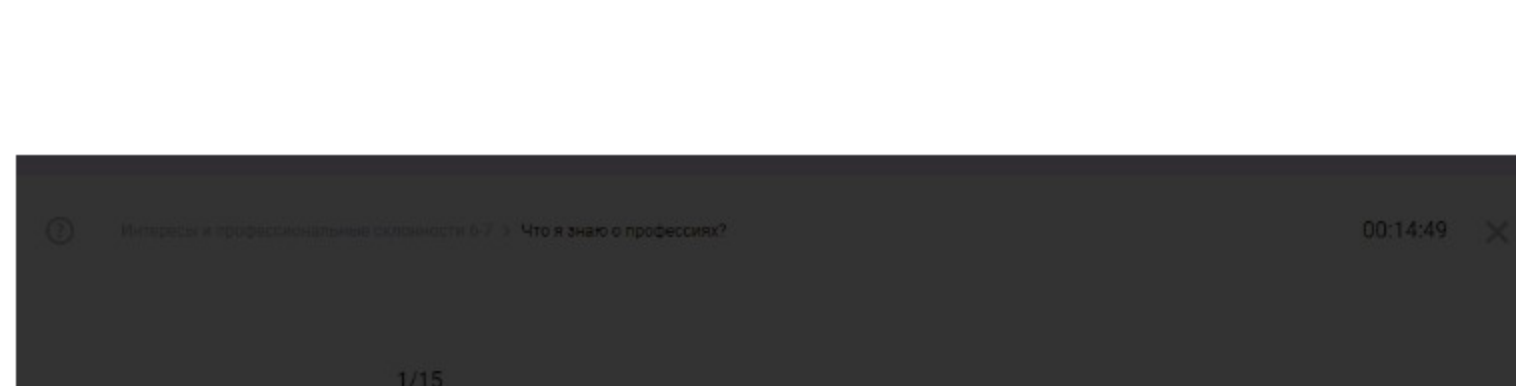 Интересы и профессиональные склонности 6-7 > Что я знаю о профессиях? 00:14:49
1/15